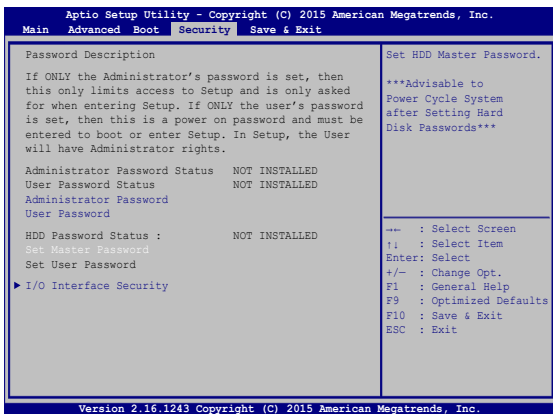 Aptio Setup Utility - Copyright (C) 2015 American Megatrends, Inc.
Main Advanced Boot Security Save & Exit
Password Description
If ONLY the Administrator's password is set, then
this only limits access to Setup and is only asked
for when entering Setup. If ONLY the user's password
is set, then this is a power on password and must be
entered to boot or enter Setup. In Setup, the User
will have Administrator rights.
Administrator Password Status NOT INSTALLED
User Password Status NOT INSTALLED
Administrator Password
User Password
HDD Password Status : NOT INSTALLED
Set Master Password
Set User Password
▶ I/O Interface Security
Set HDD Master Password.
***Advisable to
Power Cycle System
after Setting Hard
Disk Passwords***
→← : Select Screen
↑↓ : Select Item
Enter: Select
+/— : Change Opt.
F1 : General Help
F9 : Optimized Defaults
F10 : Save & Exit
ESC : Exit
Version 2.16.1243 Copyright (C) 2015 American Megatrends, Inc.